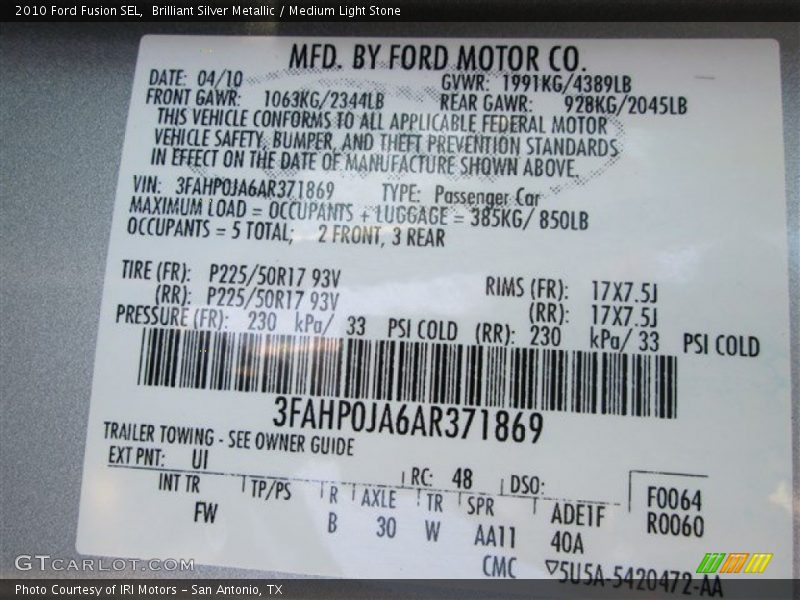 2010 Ford Fusion SEL,  Brilliant Silver Metallic / Medium Light Stone
MFD. BY FORD MOTOR CO.
DATE: 04/10
GVWR: 1991KG/4389LB
FRONT GAWR: 1063KG/2344LB
REAR GAWR: 928KG/2045LB
THIS VEHICLE CONFORMS TO ALL APPLICABLE FEDERAL MOTOR
VEHICLE SAFETY, BUMPER, AND THEFT PREVENTION STANDARDS
IN EFFECT ON THE DATE OF MANUFACTURE SHOWN ABOVE.
VIN: 3FAHP0JA6AR371869 TYPE: Passenger Car
MAXIMUM LOAD = OCCUPANTS + LUGGAGE = 385KG/ 850LB
OCCUPANTS = 5 TOTAL; 2 FRONT, 3 REAR
TIRE (FR): P225/50R17 93V RIMS (FR): 17X7.5J
(RR): P225/50R17 93V (RR): 17X7.5J
PRESSURE (FR): 230 kPa/ 33 PSI COLD (RR): 230 kPa/ 33 PSI COLD
3FAHP0JA6AR371869
TRAILER TOWING - SEE OWNER GUIDE
EXT PNT: UI RC: 48 DSO:
INT TR TP/PS R AXLE TR SPR
FW B 30 W AA11 ADE1F
40A
F0064
R0060
CMC ▽5U5A-5420472-AA
GTCARLOT.COM
Photo Courtesy of IRI Motors – San Antonio, TX